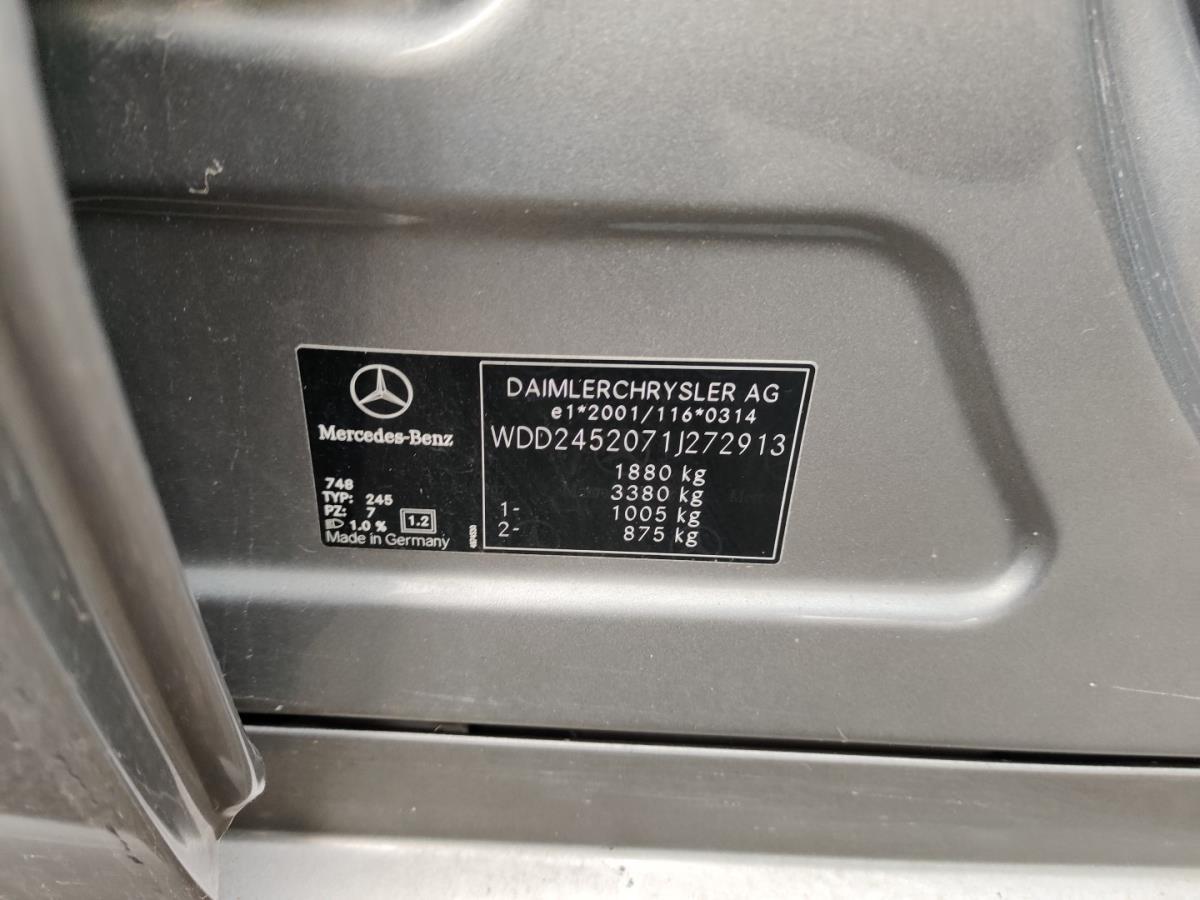 Mercedes-Benz
748
TYP: 245
PZ: 7
1.0 %
1.2
Made in Germany
DAIMLERCHRYSLER AG
e1*2001/116*0314
WDD2452071J272913
1880 kg
3380 kg
1- 1005 kg
2- 875 kg